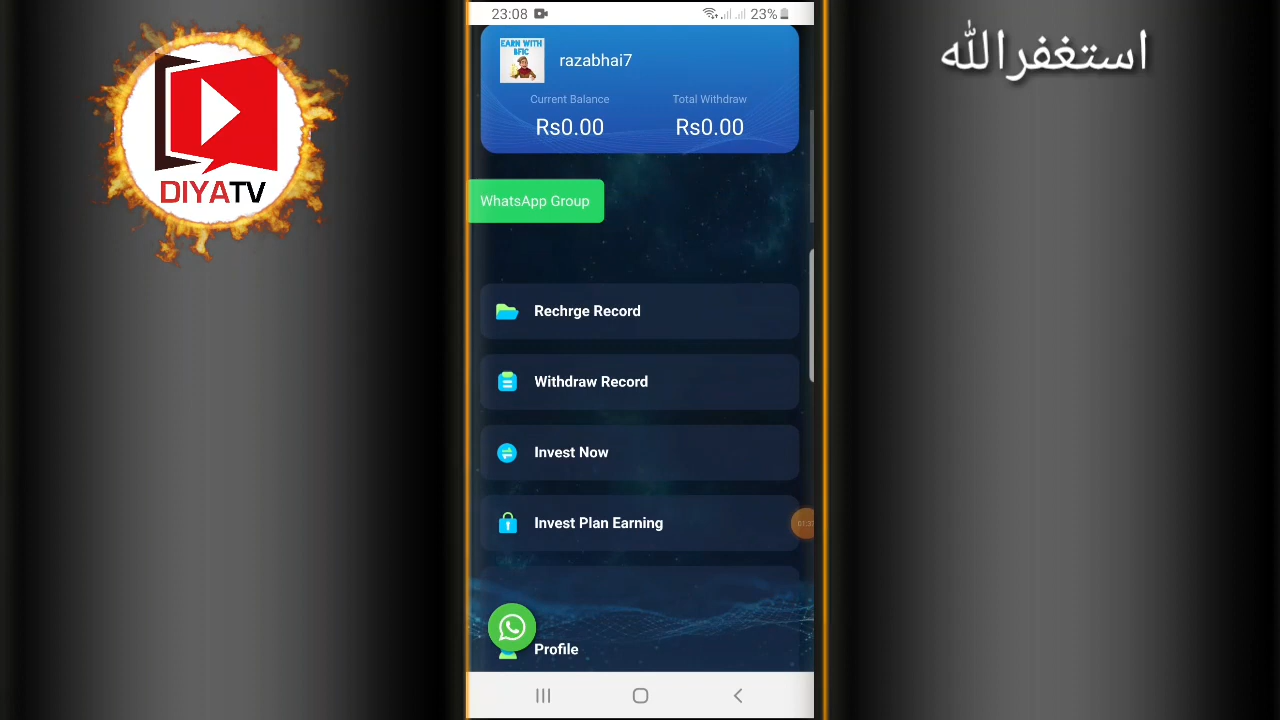 DIYATV
استغفرالله
23:08
23%
EARN WITH
BFIC
razabhai7
Current Balance
Total Withdraw
Rs0.00
Rs0.00
WhatsApp Group
Rechrge Record
Withdraw Record
Invest Now
Invest Plan Earning
Profile